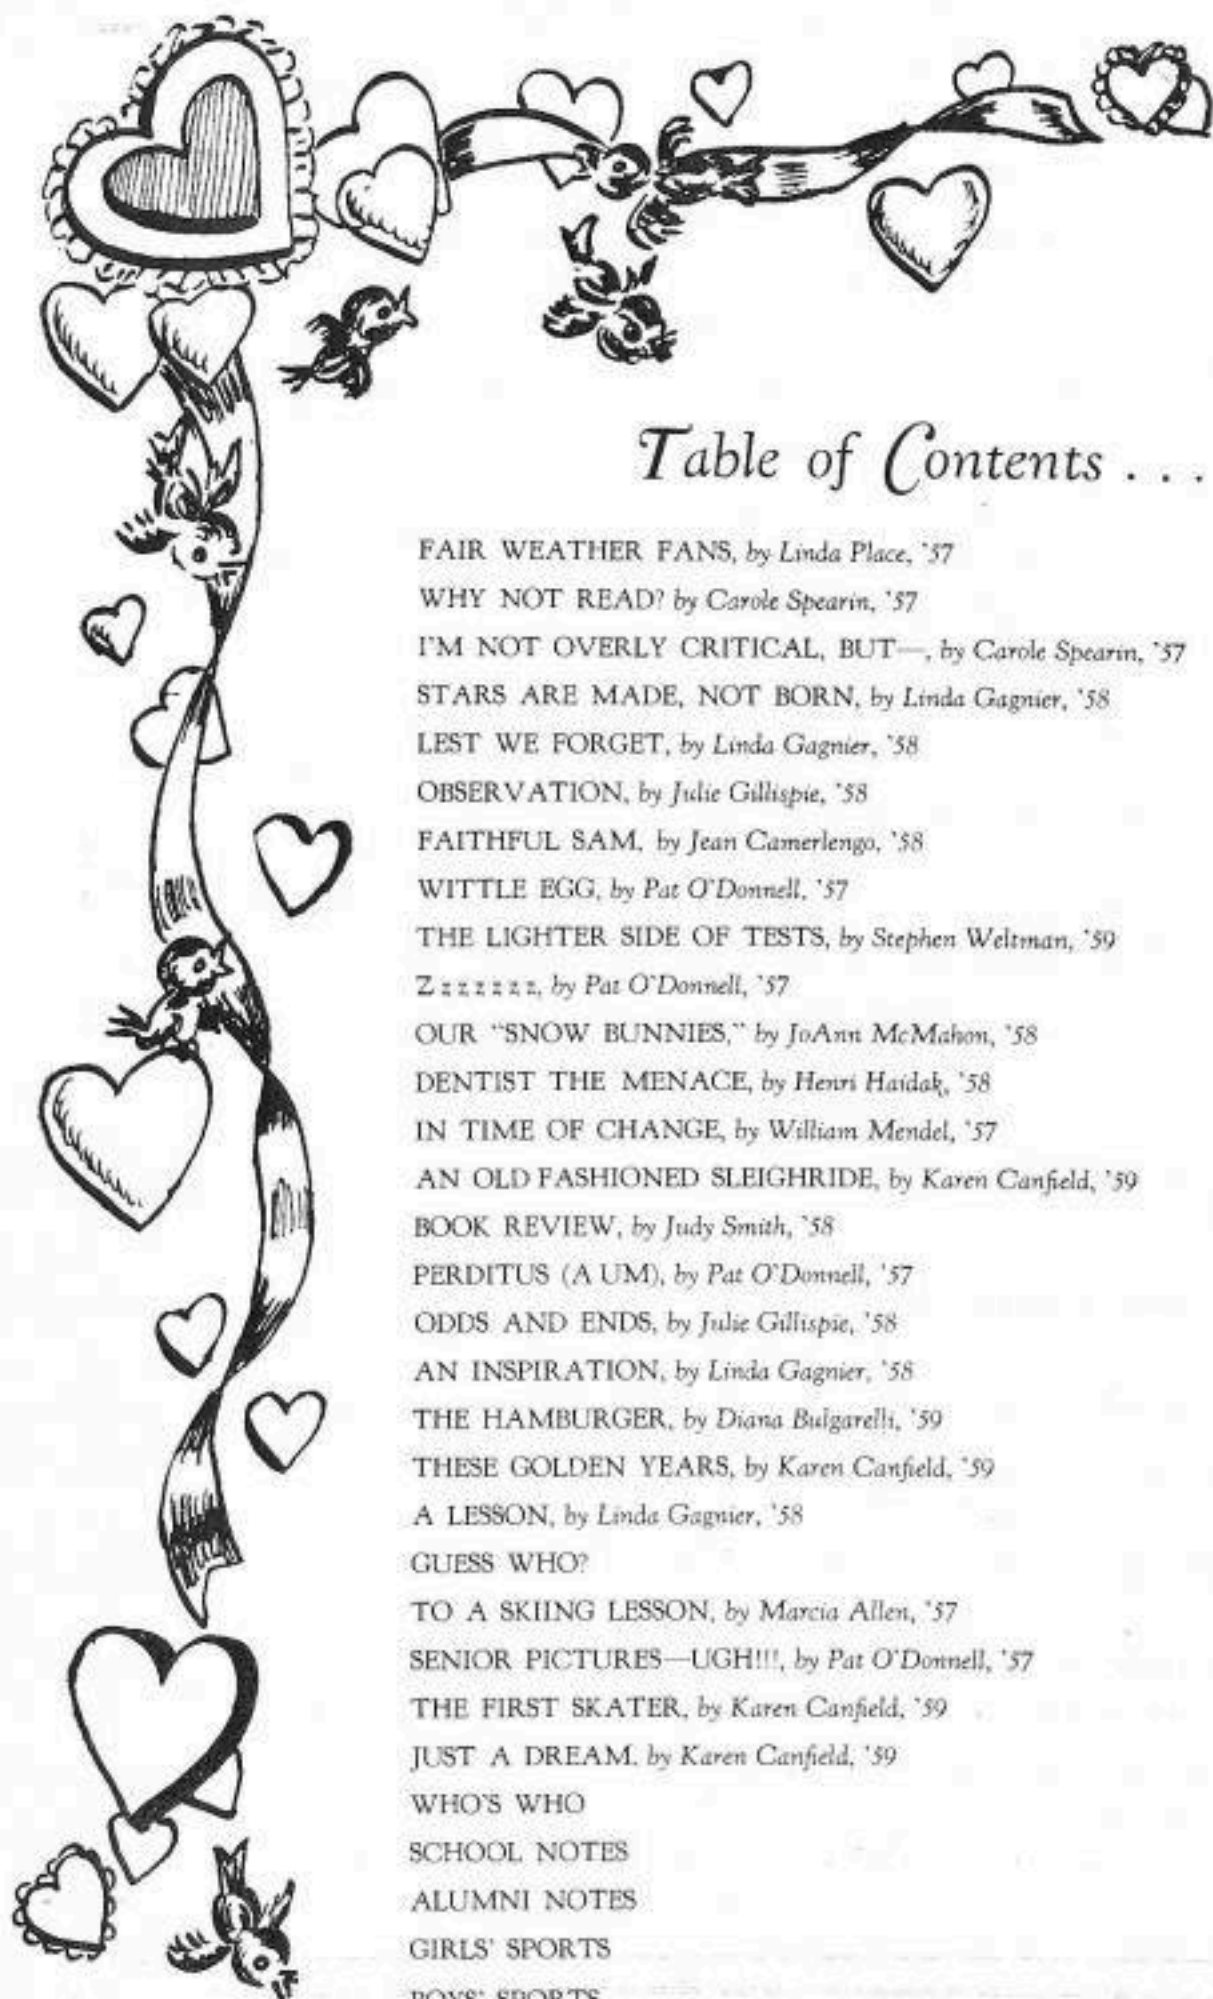 Table of Contents . . .
FAIR WEATHER FANS, by Linda Place, '57
WHY NOT READ? by Carole Spearin, '57
I'M NOT OVERLY CRITICAL, BUT—, by Carole Spearin, '57
STARS ARE MADE, NOT BORN, by Linda Gagnier, '58
LEST WE FORGET, by Linda Gagnier, '58
OBSERVATION, by Julie Gillispie, '58
FAITHFUL SAM, by Jean Camerlengo, '58
WITTLE EGG, by Pat O'Donnell, '57
THE LIGHTER SIDE OF TESTS, by Stephen Weltman, '59
Z z z z z z z, by Pat O'Donnell, '57
OUR "SNOW BUNNIES," by JoAnn McMahon, '58
DENTIST THE MENACE, by Henri Haidak, '58
IN TIME OF CHANGE, by William Mendel, '57
AN OLD FASHIONED SLEIGHRIDE, by Karen Canfield, '59
BOOK REVIEW, by Judy Smith, '58
PERDITUS (A UM), by Pat O'Donnell, '57
ODDS AND ENDS, by Julie Gillispie, '58
AN INSPIRATION, by Linda Gagnier, '58
THE HAMBURGER, by Diana Bulgarelli, '59
THESE GOLDEN YEARS, by Karen Canfield, '59
A LESSON, by Linda Gagnier, '58
GUESS WHO?
TO A SKIING LESSON, by Marcia Allen, '57
SENIOR PICTURES—UGH!!!, by Pat O'Donnell, '57
THE FIRST SKATER, by Karen Canfield, '59
JUST A DREAM, by Karen Canfield, '59
WHO'S WHO
SCHOOL NOTES
ALUMNI NOTES
GIRLS' SPORTS
BOYS' SPORTS